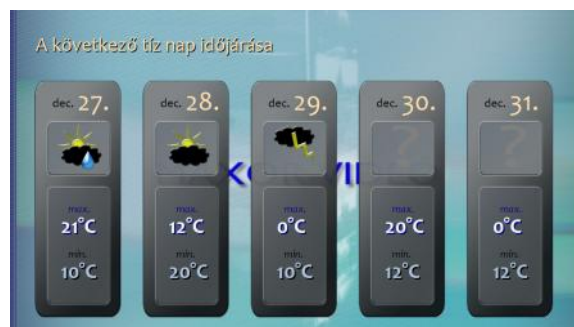 A következő tíz nap időjárása
dec. 27. dec. 28. dec. 29. dec. 30. dec. 31.
? ?
max. max. max. max. max.
21°C 12°C 0°C 20°C 0°C
min. min. min. min. min.
10°C 20°C 10°C 12°C 12°C